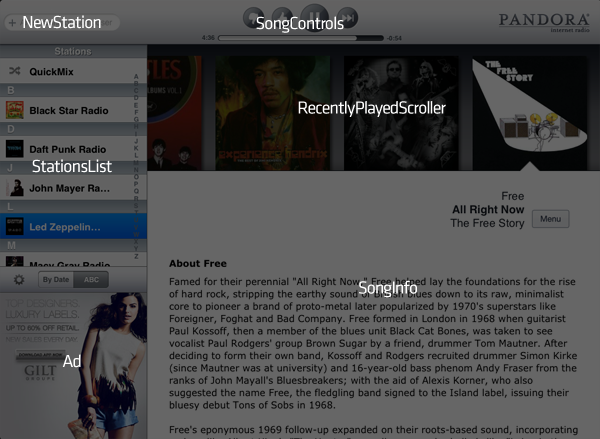 NewStation
SongControls
PANDORA
internet radio
4:36
-0:54
Stations
QuickMix
B
Black Star Radio
D
Daft Punk Radio
J
StationsList
John Mayer Ra...
L
Led Zeppelin...
M
Macy Gray Radio
A
B
C
D
E
F
G
H
I
J
K
L
M
N
O
P
Q
R
S
T
U
V
W
X
Y
Z
By Date
ABC
RecentlyPlayedScroller
experience hendrix
THE
FREE
STORY
Free
All Right Now
The Free Story
Menu
About Free
SongInfo
Famed for their perennial "All Right Now," Free helped lay the foundations for the rise
of hard rock, stripping the earthy sound of British blues down to its raw, minimalist
core to pioneer a brand of proto-metal later popularized by 1970's superstars like
Foreigner, Foghat and Bad Company. Free formed in London in 1968 when guitarist
Paul Kossoff, then a member of the blues unit Black Cat Bones, was taken to see
vocalist Paul Rodgers' group Brown Sugar by a friend, drummer Tom Mautner. After
deciding to form their own band, Kossoff and Rodgers recruited drummer Simon Kirke
(since Mautner was at university) and 16-year-old bass phenom Andy Fraser from the
ranks of John Mayall's Bluesbreakers; with the aid of Alexis Korner, who also
suggested the name Free, the fledgling band signed to the Island label, issuing their
bluesy debut Tons of Sobs in 1968.
Free's eponymous 1969 follow-up expanded on their roots-based sound, incorporating
TOP DESIGNERS.
LUXURY LABELS.
UP TO 60% OFF RETAIL.
NEW SALES EVERY DAY.
GILT
GROUPE
Ad